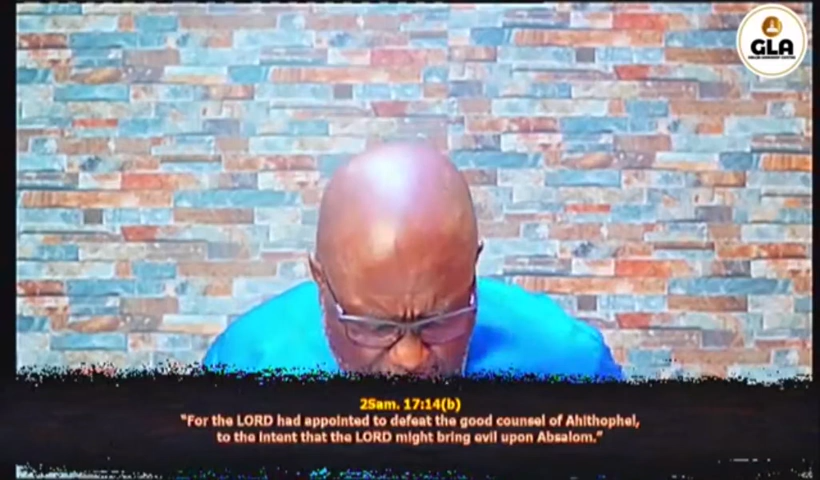 GLA
2Sam. 17:14(b)
"For the LORD had appointed to defeat the good counsel of Ahithophel,
to the intent that the LORD might bring evil upon Absalom."